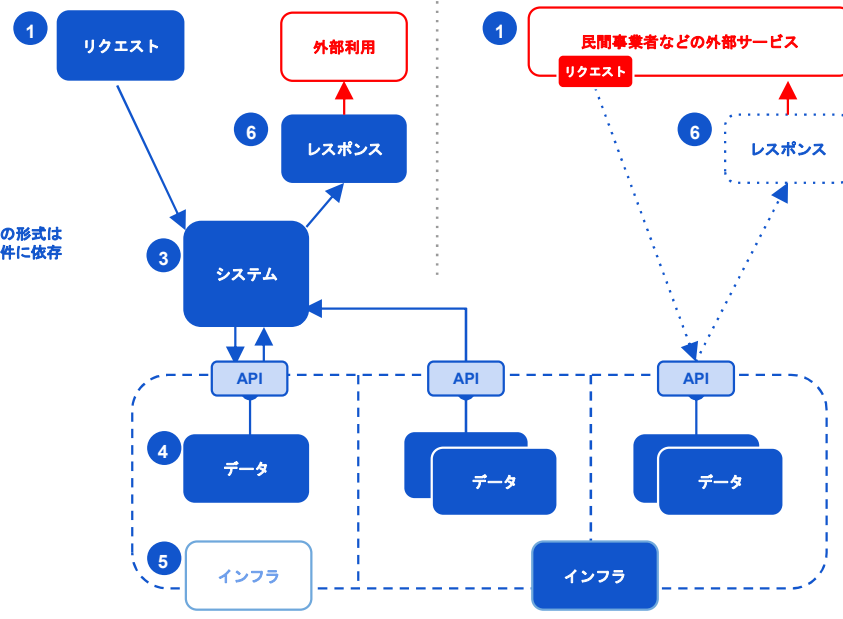 1
リクエスト
外部利用
6
レスポンス
の形式は
件に依存
3
システム
1
民間事業者などの外部サービス
リクエスト
6
レスポンス
API
API
API
4
データ
データ
データ
5
インフラ
インフラ